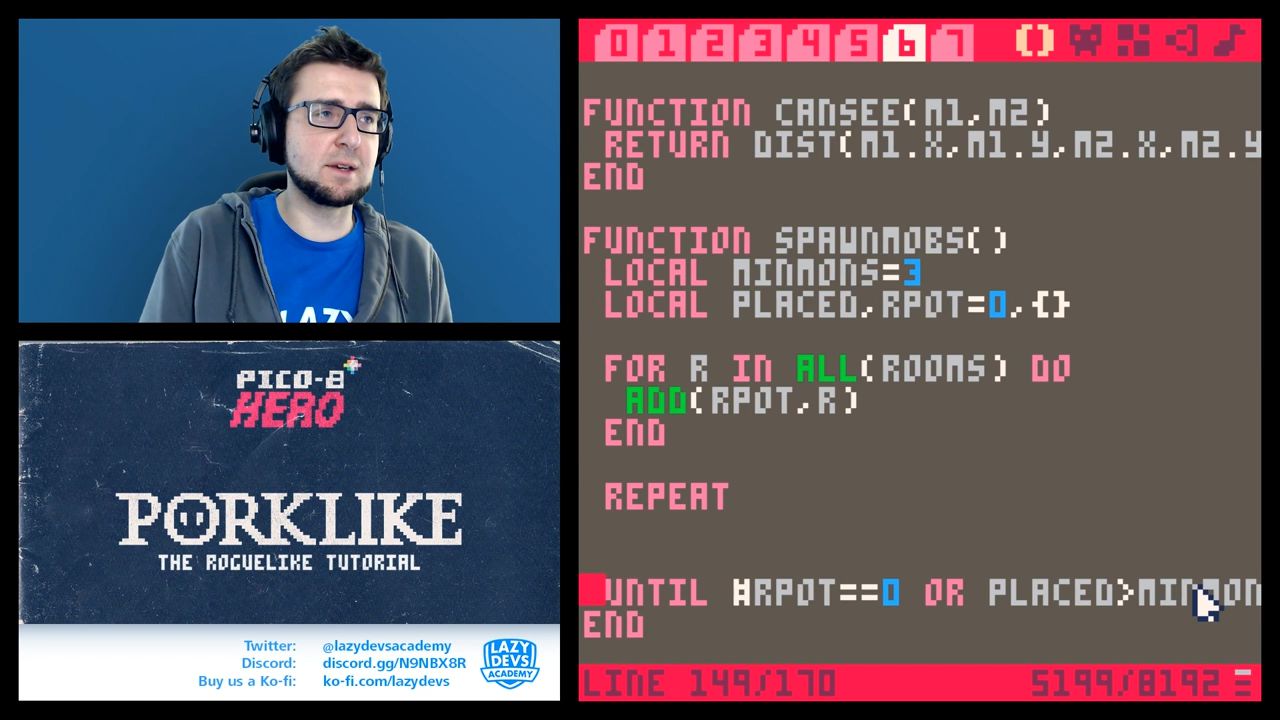 0 1 2 3 4 5 6 7
FUNCTION CANSEE(M1,M2)
RETURN DIST(M1.X,M1.Y,M2.X,M2.Y
END
FUNCTION SPAWNMOBS()
LOCAL MINMONS=3
LOCAL PLACED,RPOT=0,{}
FOR R IN ALL(ROOMS) DO
ADD(RPOT,R)
END
REPEAT
UNTIL #RPOT==0 OR PLACED>MINMON
END
LINE 149/170 5199/8192
LAZY
PICO-8
HERO
PORKLIKE
THE ROGUELIKE TUTORIAL
Twitter: @lazydevsacademy
Discord: discord.gg/N9NBX8R
Buy us a Ko-fi: ko-fi.com/lazydevs
LAZY
DEVS
ACADEMY